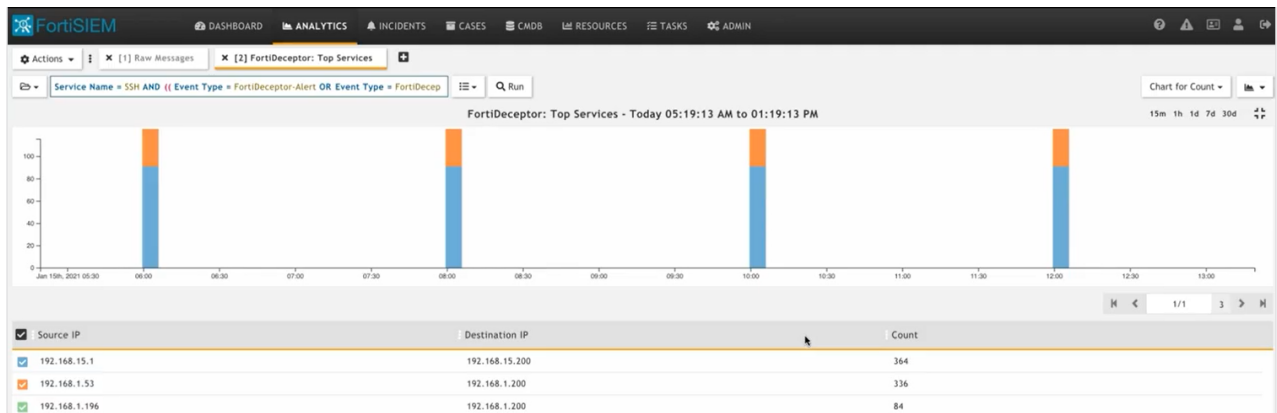 FortiSIEM DASHBOARD ANALYTICS INCIDENTS CASES CMDB RESOURCES TASKS ADMIN
Actions [1] Raw Messages [2] FortiDeceptor: Top Services
Service Name = SSH AND (( Event Type = FortiDeceptor-Alert OR Event Type = FortiDecep Run Chart for Count
FortiDeceptor: Top Services - Today 05:19:13 AM to 01:19:13 PM 15m 1h 1d 7d 30d
100
80
60
40
20
0
Jan 15th, 2021 05:30 06:00 06:30 07:00 07:30 08:00 08:30 09:00 09:30 10:00 10:30 11:00 11:30 12:00 12:30 13:00
1/1 3
Source IP Destination IP Count
192.168.15.1 192.168.15.200 364
192.168.1.53 192.168.1.200 336
192.168.1.196 192.168.1.200 84